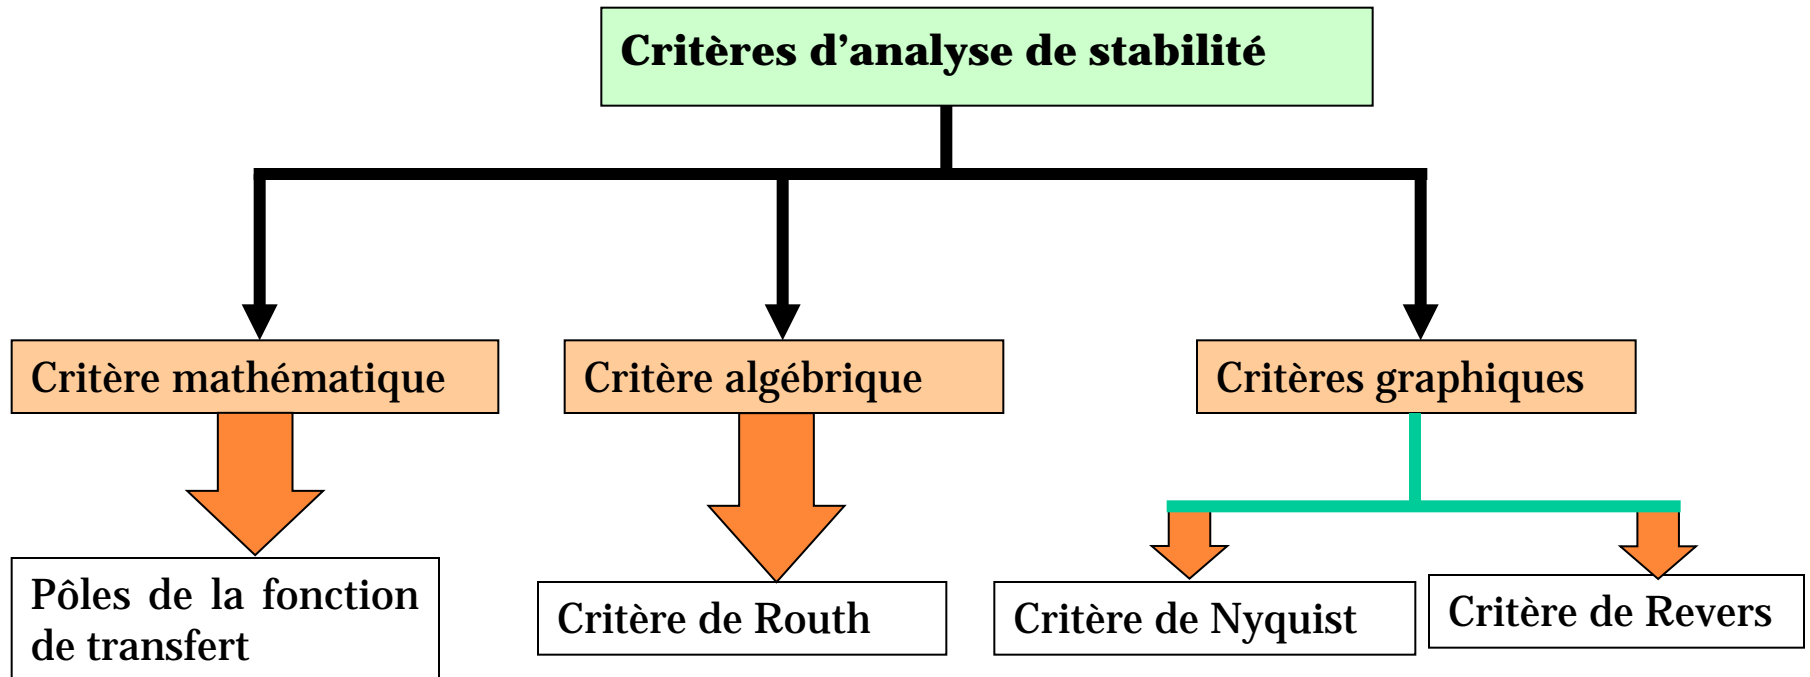 Critères d’analyse de stabilité
Critère mathématique
Critère algébrique
Critères graphiques
Pôles de la fonction
de transfert
Critère de Routh
Critère de Nyquist
Critère de Revers